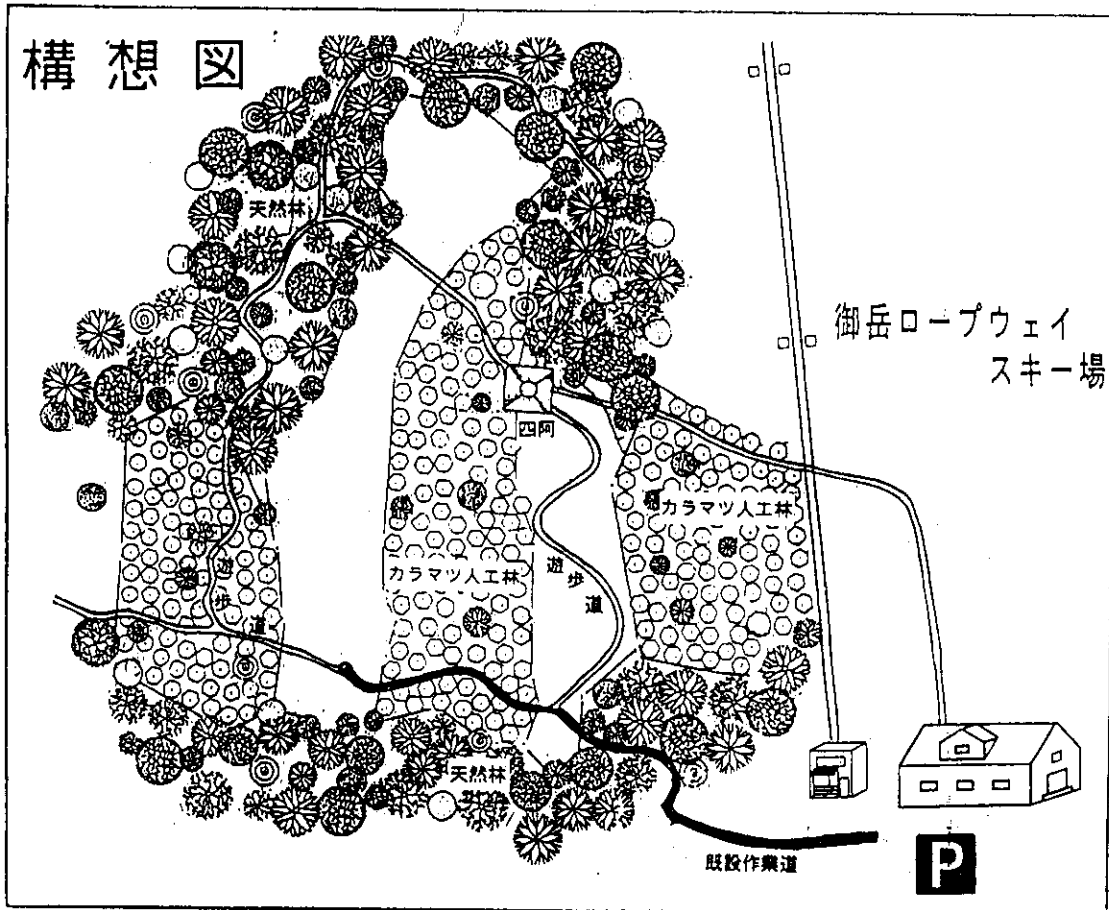 構想図
天然林
御岳ロープウェイ
スキー場
四阿
カラマツ人工林
カラマツ人工林
遊歩道
遊歩道
天然林
既設作業道
P